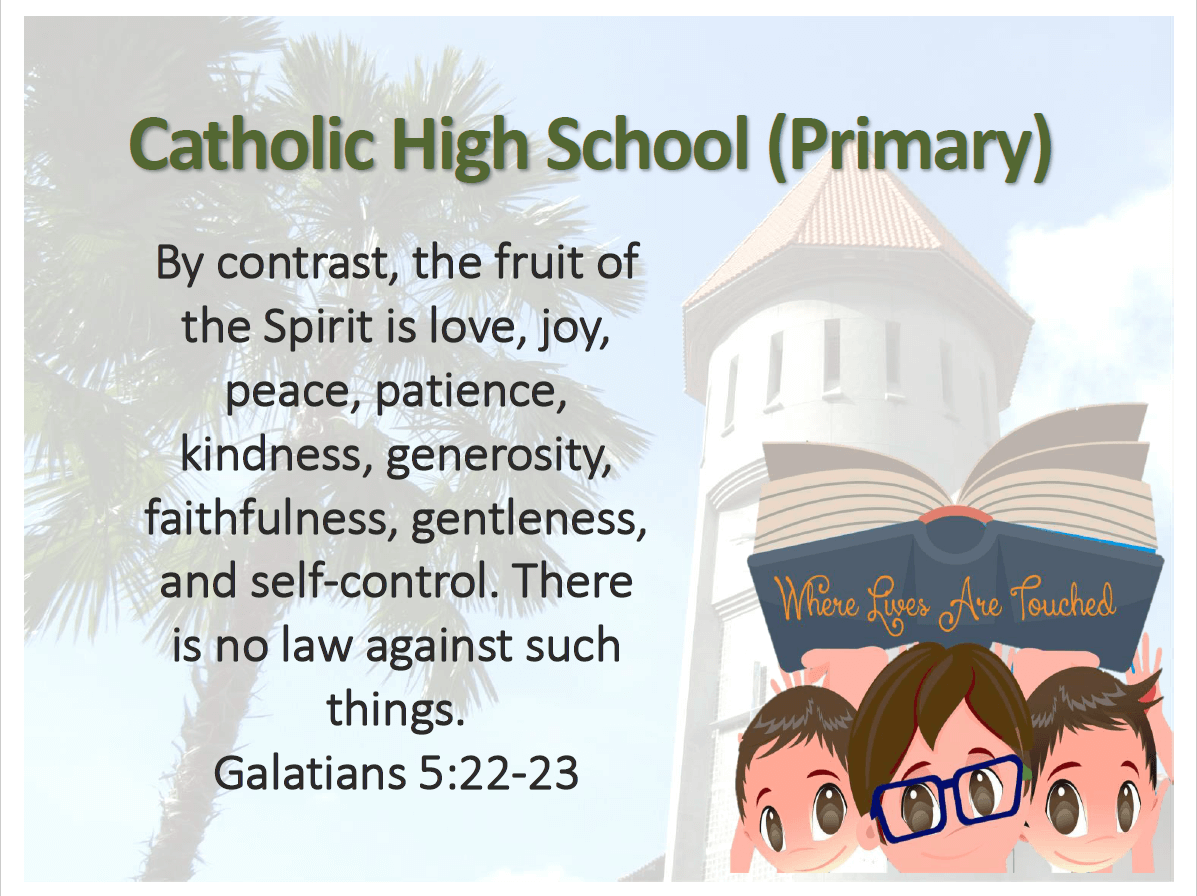 Catholic High School (Primary)
By contrast, the fruit of
the Spirit is love, joy,
peace, patience,
kindness, generosity,
faithfulness, gentleness,
and self-control. There
is no law against such
things.
Galatians 5:22-23
Where Lives Are Touched